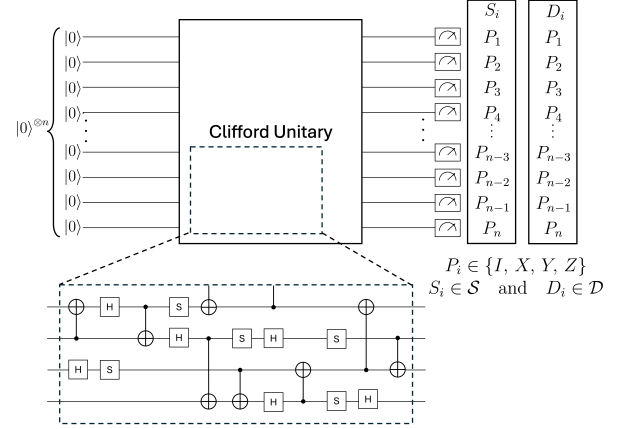 S_i D_i
|0⟩ P_1 P_1
|0⟩ P_2 P_2
|0⟩ P_3 P_3
|0⟩ P_4 P_4
|0⟩^{⊗n} ⋮ ⋮ ⋮ ⋮
Clifford Unitary
|0⟩ P_{n−3} P_{n−3}
|0⟩ P_{n−2} P_{n−2}
|0⟩ P_{n−1} P_{n−1}
|0⟩ P_n P_n
P_i ∈ {I, X, Y, Z}
S_i ∈ 𝒮 and D_i ∈ 𝒟
H S
H S H S
H S
H S H